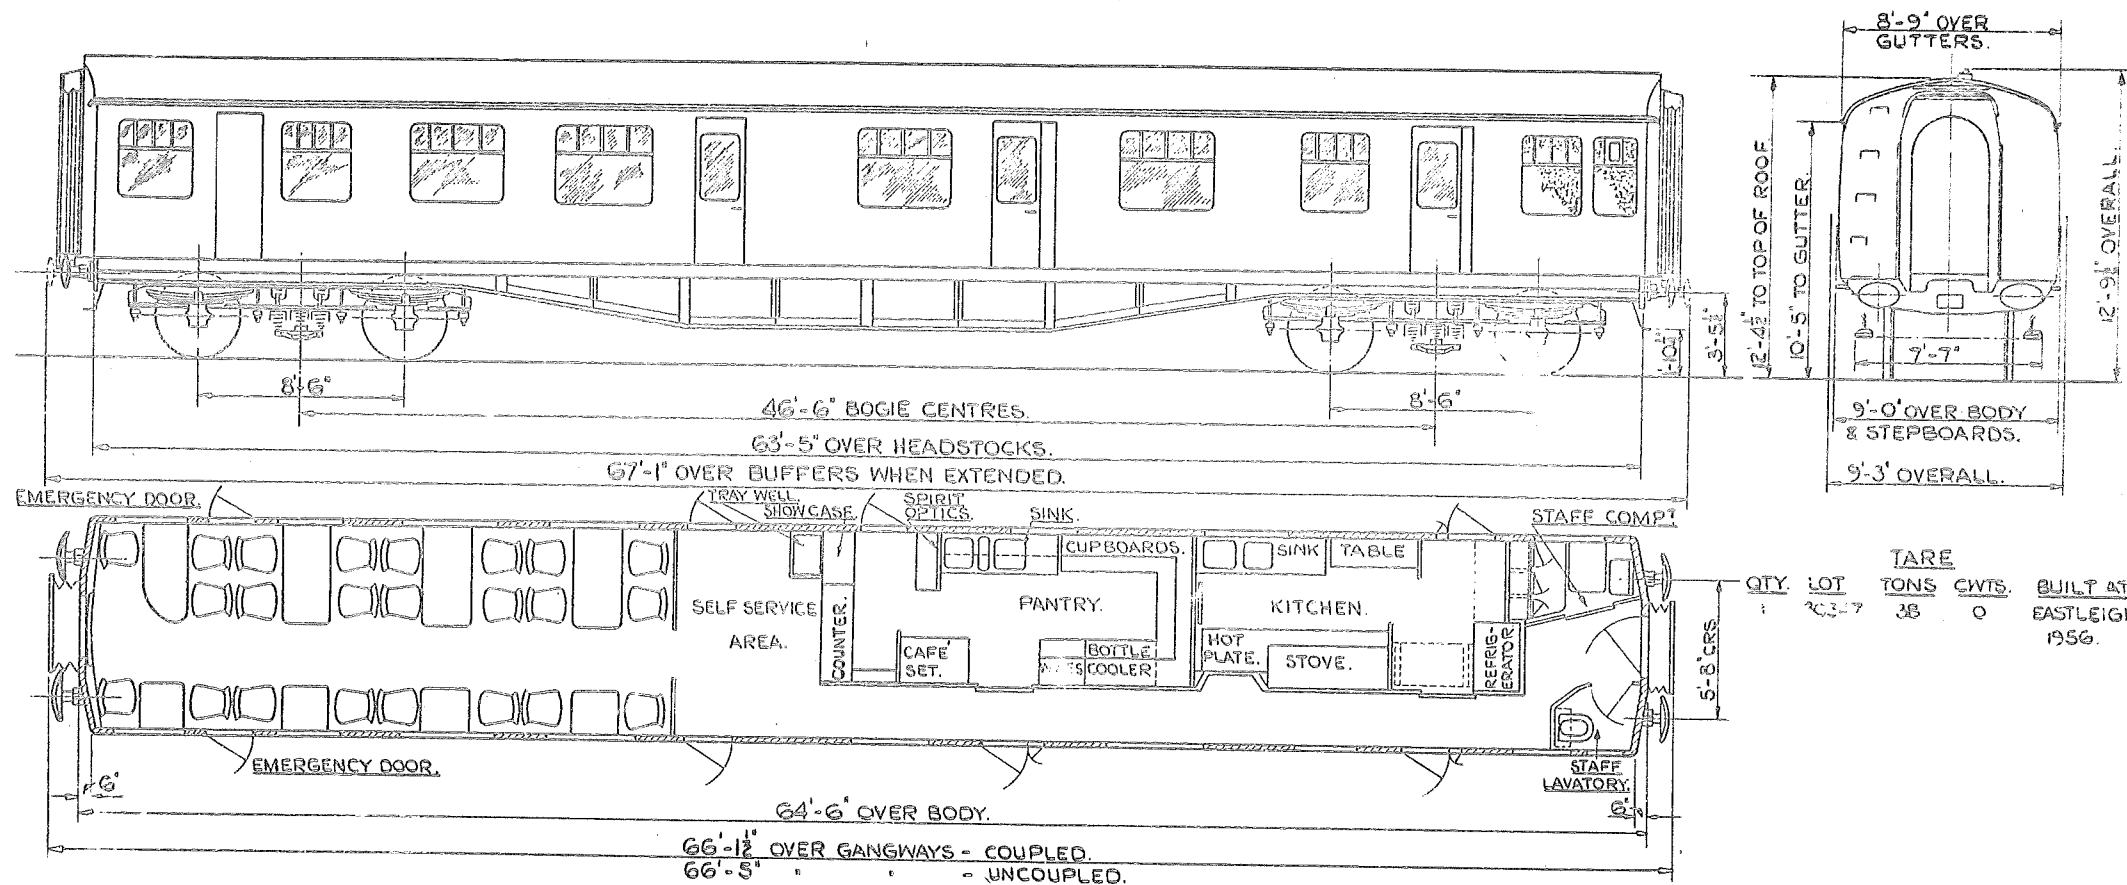 8'-9" OVER
GUTTERS.
12'-4½" TO TOP OF ROOF
10'-5" TO GUTTER.
12'-9½" OVERALL.
3'-5½"
7'-7"
8'-6"
46'-6" BOGIE CENTRES.
8'-6"
9'-0" OVER BODY
& STEPBOARDS.
63'-5" OVER HEADSTOCKS.
67'-1" OVER BUFFERS WHEN EXTENDED.
9'-3" OVERALL.
EMERGENCY DOOR.
TRAY WELL.
SHOWCASE.
SPIRIT
OPTICS.
SINK.
STAFF COMPT
CUPBOARDS.
SINK
TABLE
SELF SERVICE
AREA.
COUNTER.
PANTRY.
KITCHEN.
CAFE'
SET.
BOTTLE
COOLER
HOT
PLATE.
STOVE.
REFRIG-
ERATOR
5'-8" CRS.
TARE
QTY. LOT TONS CWTS. BUILT AT
38 0 EASTLEIGH
1956.
EMERGENCY DOOR.
STAFF
LAVATORY.
6"
6"
64'-6" OVER BODY.
66'-1½" OVER GANGWAYS - COUPLED.
66'-5" " " - UNCOUPLED.